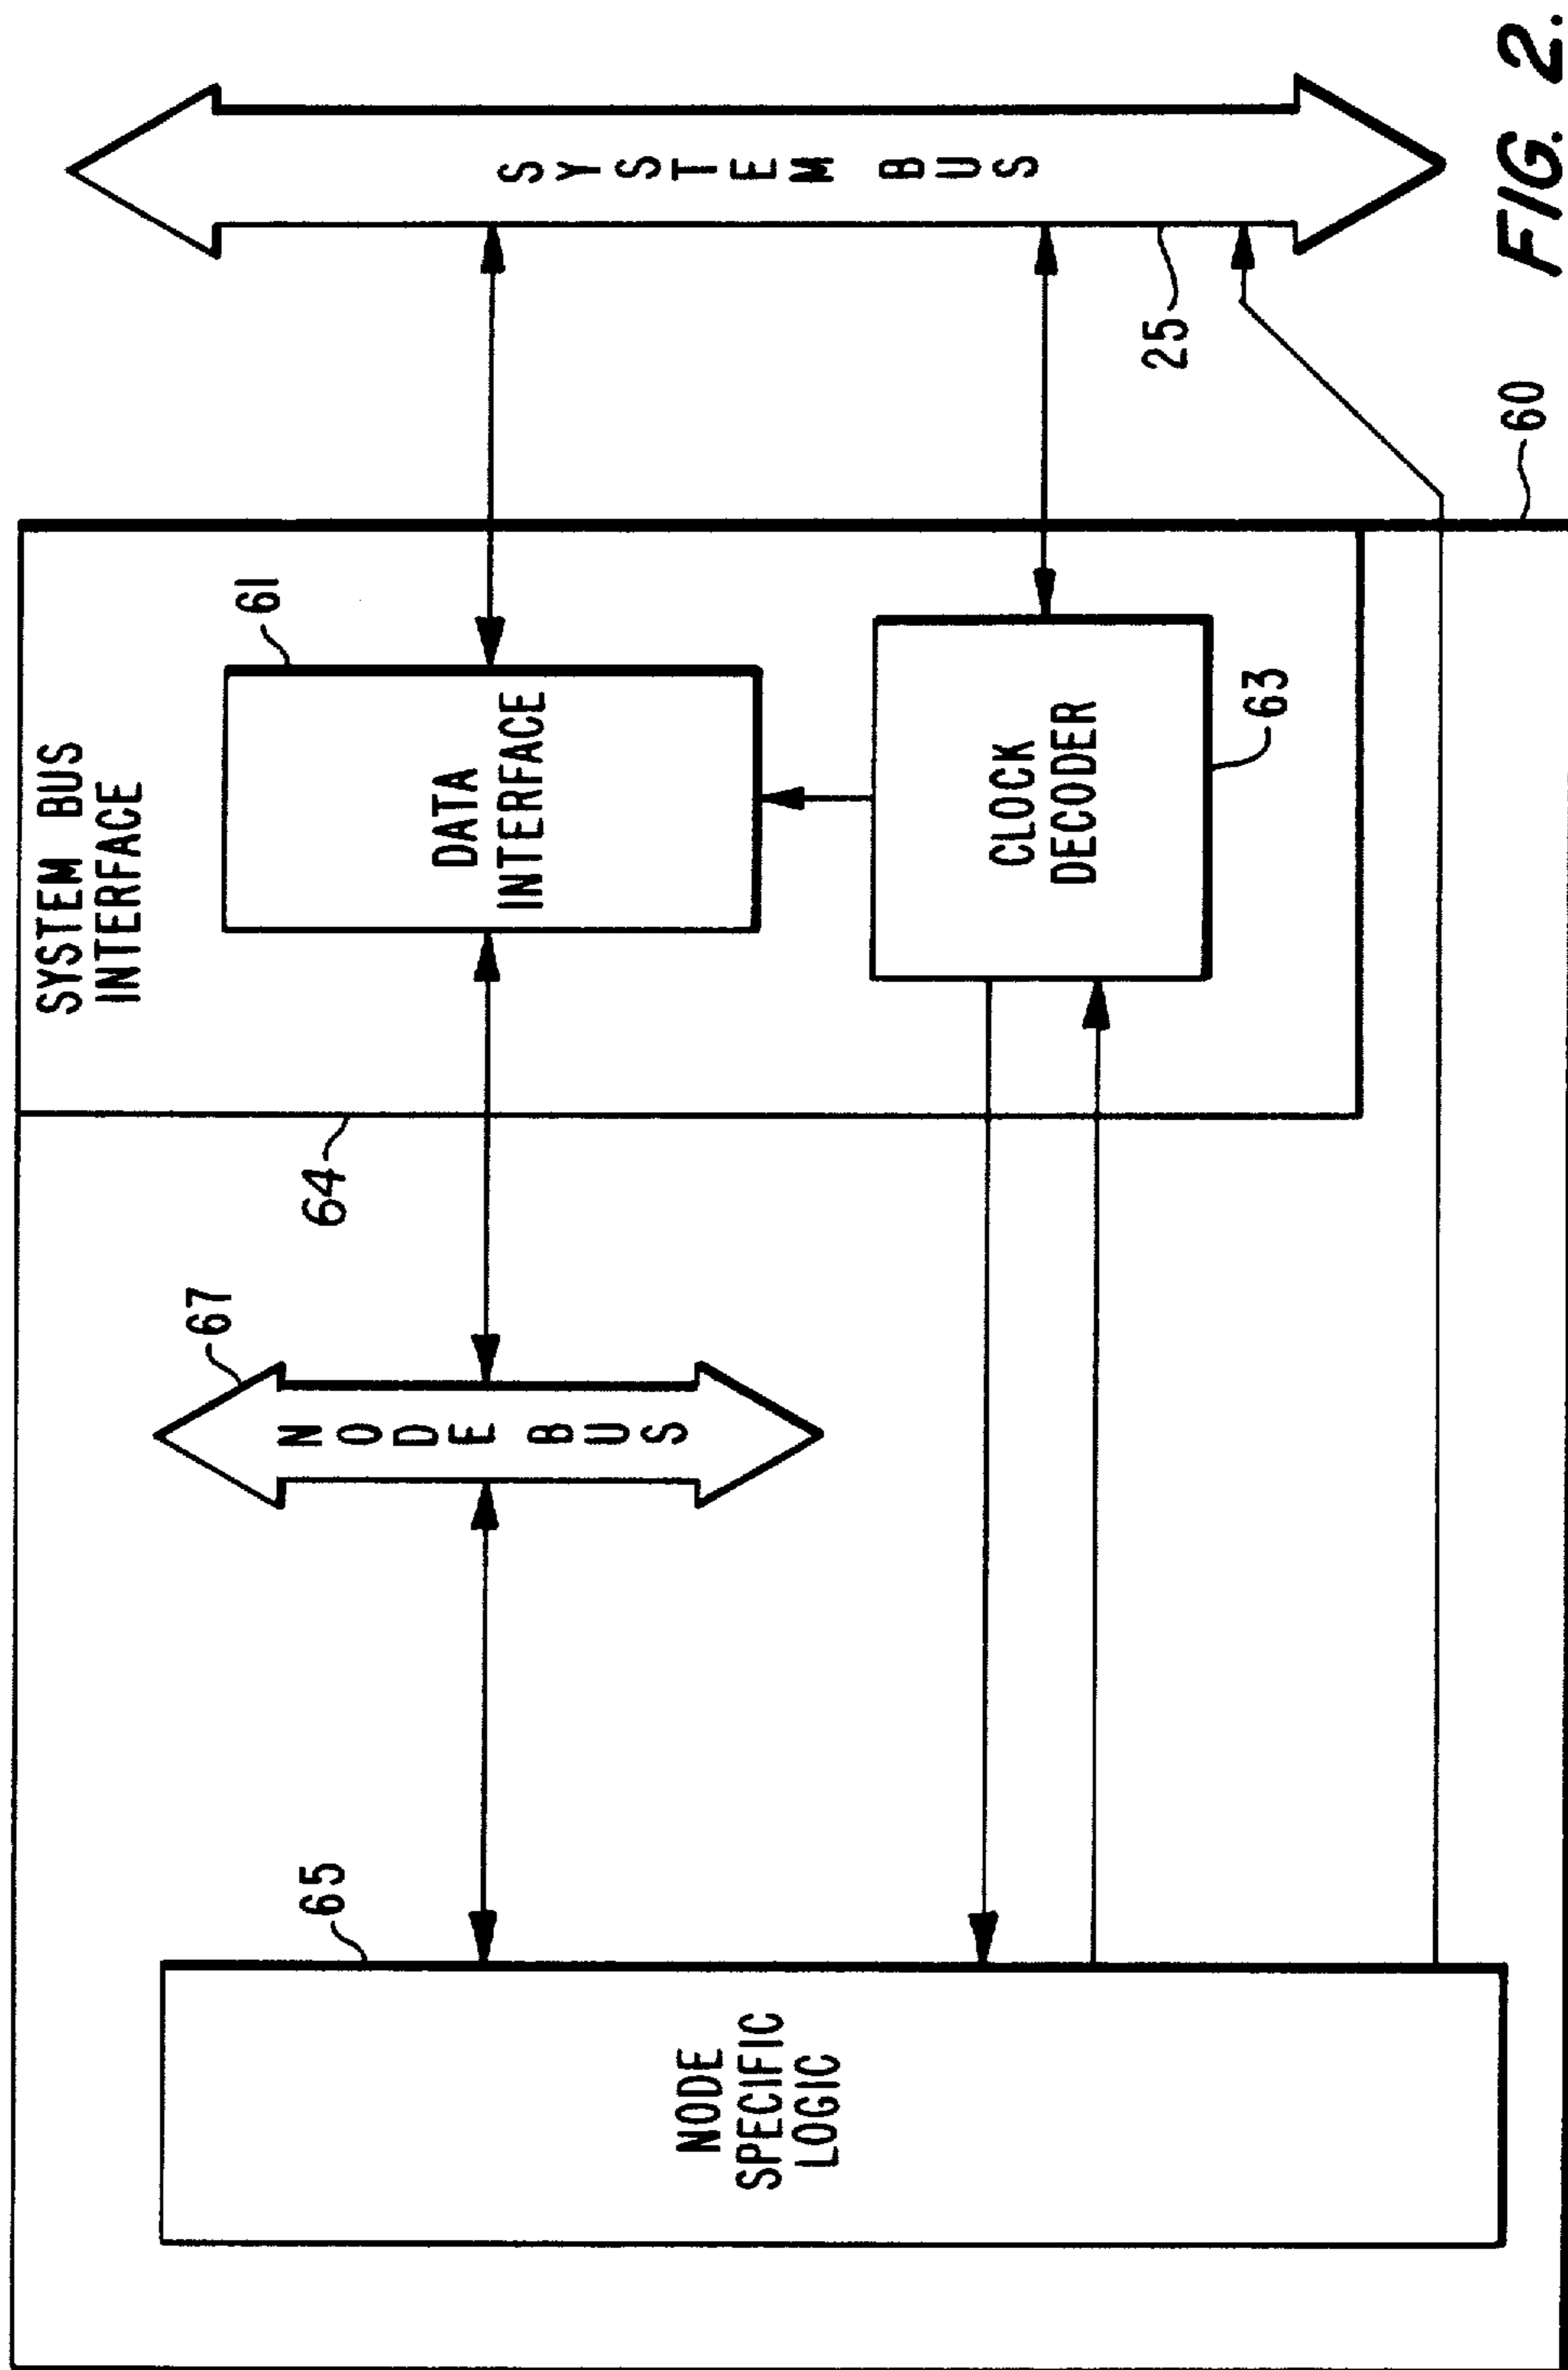 SYSTEM BUS
INTERFACE
61
DATA
INTERFACE
CLOCK
DECODER
63
64
67
NODE BUS
65
NODE
SPECIFIC
LOGIC
SYSTEM BUS
25
60
FIG. 2.